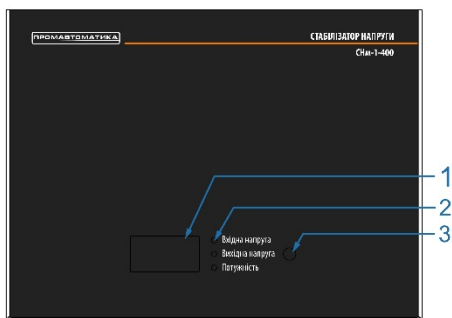 ПРОМАВТОМАТИКА
СТАБІЛІЗАТОР НАПРУГИ
СНм-1-400
1
2
3
Вхідна напруга
Вихідна напруга
Потужність